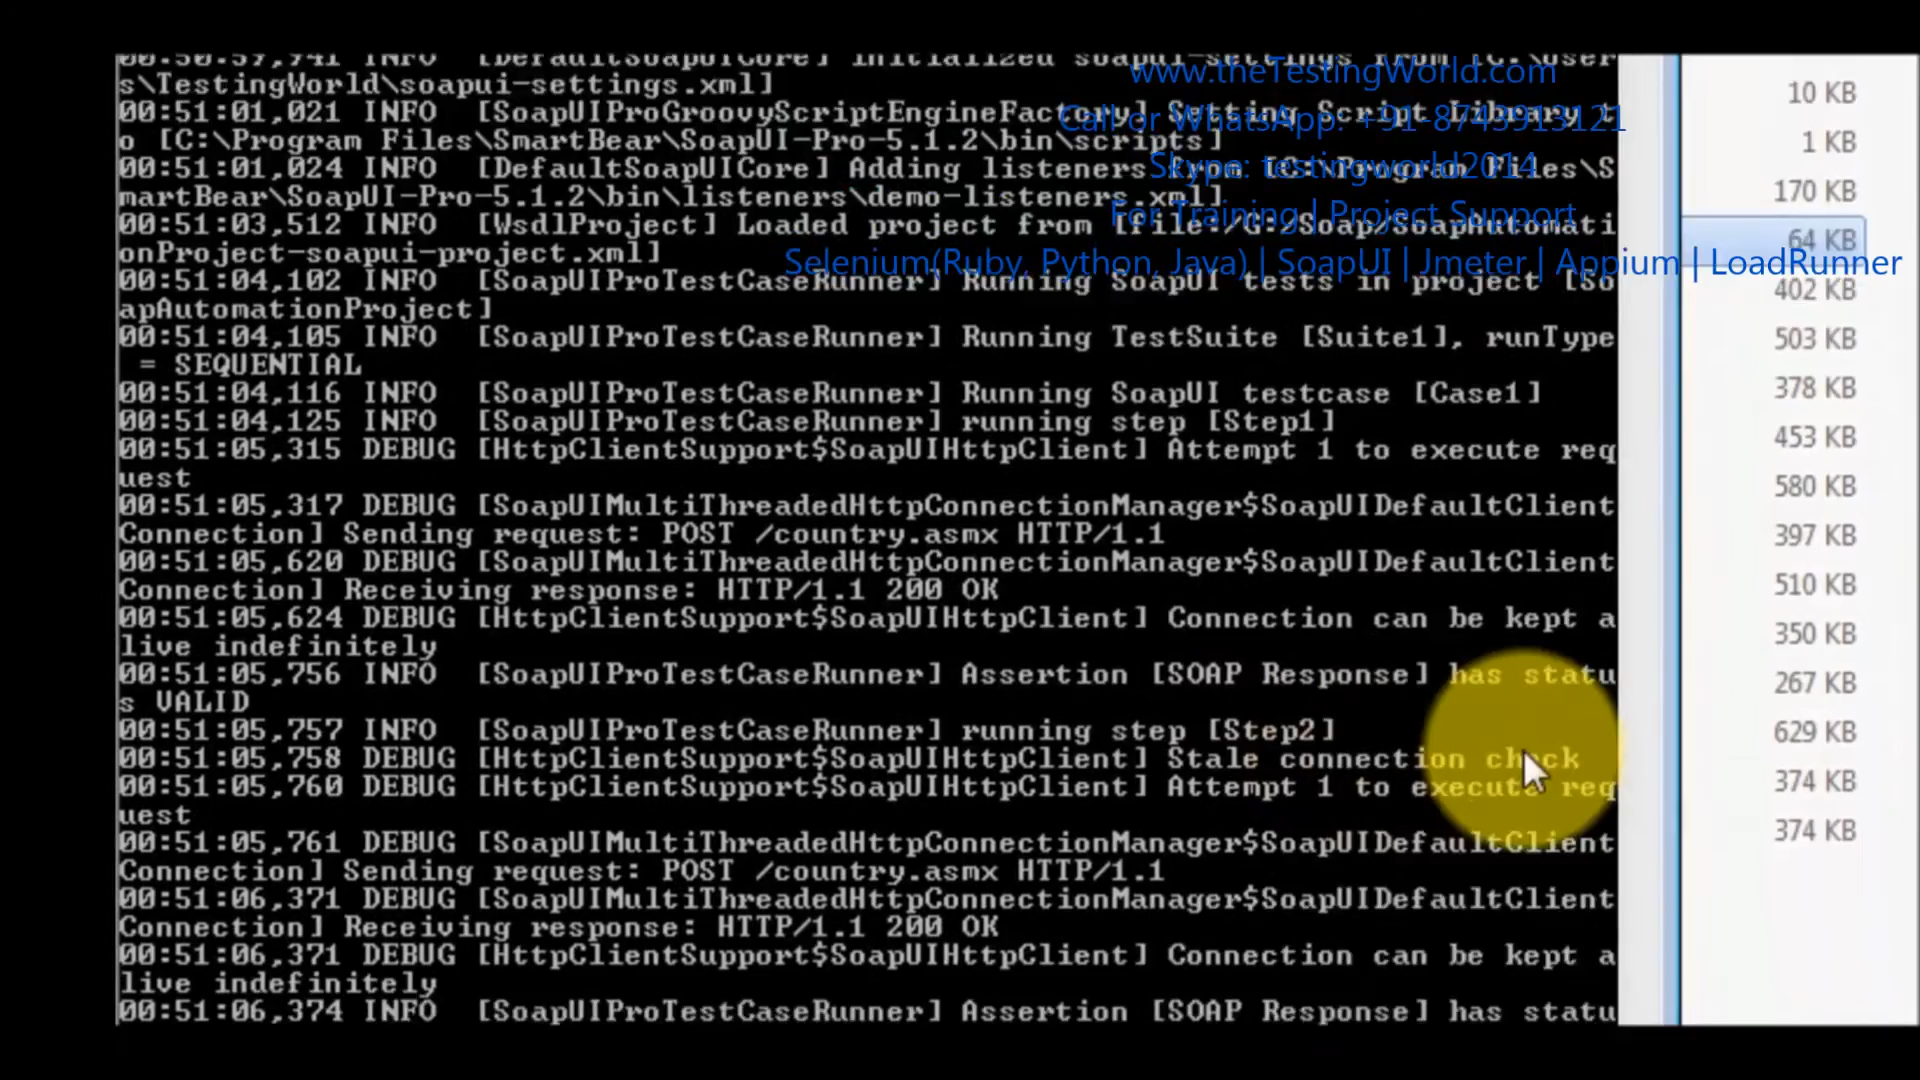 00:50:59,941 INFO  [DefaultSoapUICore] initialized soapui-settings from [C:\User
s\TestingWorld\soapui-settings.xml]
00:51:01,021 INFO  [SoapUIProGroovyScriptEngineFactory] Setting Script Library t
o [C:\Program Files\SmartBear\SoapUI-Pro-5.1.2\bin\scripts]
00:51:01,024 INFO  [DefaultSoapUICore] Adding listeners from [C:\Program Files\S
martBear\SoapUI-Pro-5.1.2\bin\listeners\demo-listeners.xml]
00:51:03,512 INFO  [WsdlProject] Loaded project from [file:/G:/Soap/SoapAutomati
onProject-soapui-project.xml]
00:51:04,102 INFO  [SoapUIProTestCaseRunner] Running SoapUI tests in project [So
apAutomationProject]
00:51:04,105 INFO  [SoapUIProTestCaseRunner] Running TestSuite [Suite1], runType
 = SEQUENTIAL
00:51:04,116 INFO  [SoapUIProTestCaseRunner] Running SoapUI testcase [Case1]
00:51:04,125 INFO  [SoapUIProTestCaseRunner] running step [Step1]
00:51:05,315 DEBUG [HttpClientSupport$SoapUIHttpClient] Attempt 1 to execute req
uest
00:51:05,317 DEBUG [SoapUIMultiThreadedHttpConnectionManager$SoapUIDefaultClient
Connection] Sending request: POST /country.asmx HTTP/1.1
00:51:05,620 DEBUG [SoapUIMultiThreadedHttpConnectionManager$SoapUIDefaultClient
Connection] Receiving response: HTTP/1.1 200 OK
00:51:05,624 DEBUG [HttpClientSupport$SoapUIHttpClient] Connection can be kept a
live indefinitely
00:51:05,756 INFO  [SoapUIProTestCaseRunner] Assertion [SOAP Response] has statu
s VALID
00:51:05,757 INFO  [SoapUIProTestCaseRunner] running step [Step2]
00:51:05,758 DEBUG [HttpClientSupport$SoapUIHttpClient] Stale connection check
00:51:05,760 DEBUG [HttpClientSupport$SoapUIHttpClient] Attempt 1 to execute req
uest
00:51:05,761 DEBUG [SoapUIMultiThreadedHttpConnectionManager$SoapUIDefaultClient
Connection] Sending request: POST /country.asmx HTTP/1.1
00:51:06,371 DEBUG [SoapUIMultiThreadedHttpConnectionManager$SoapUIDefaultClient
Connection] Receiving response: HTTP/1.1 200 OK
00:51:06,371 DEBUG [HttpClientSupport$SoapUIHttpClient] Connection can be kept a
live indefinitely
00:51:06,374 INFO  [SoapUIProTestCaseRunner] Assertion [SOAP Response] has statu
www.theTestingWorld.com
Call or WhatsApp: +91-8743913121
Skype: testingworld2014
For Training | Project Support
Selenium(Ruby, Python, Java) | SoapUI | Jmeter | Appium | LoadRunner
10 KB
1 KB
170 KB
64 KB
402 KB
503 KB
378 KB
453 KB
580 KB
397 KB
510 KB
350 KB
267 KB
629 KB
374 KB
374 KB